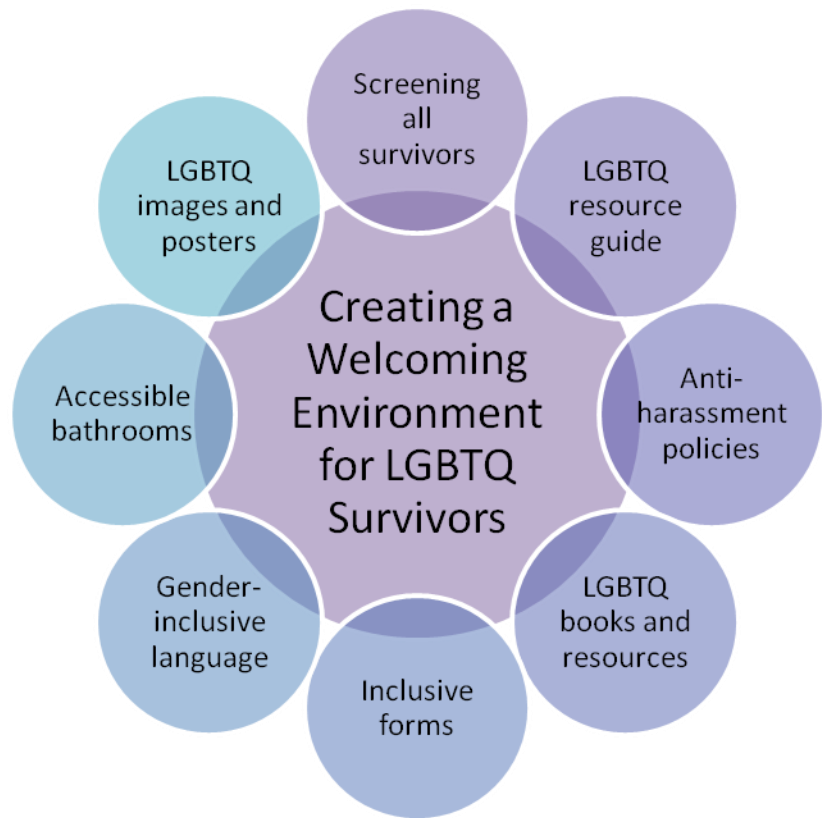 Screening
all
survivors
LGBTQ
resource
guide
Anti-
harassment
policies
LGBTQ
books and
resources
Inclusive
forms
Gender-
inclusive
language
Accessible
bathrooms
LGBTQ
images and
posters
Creating a
Welcoming
Environment
for LGBTQ
Survivors